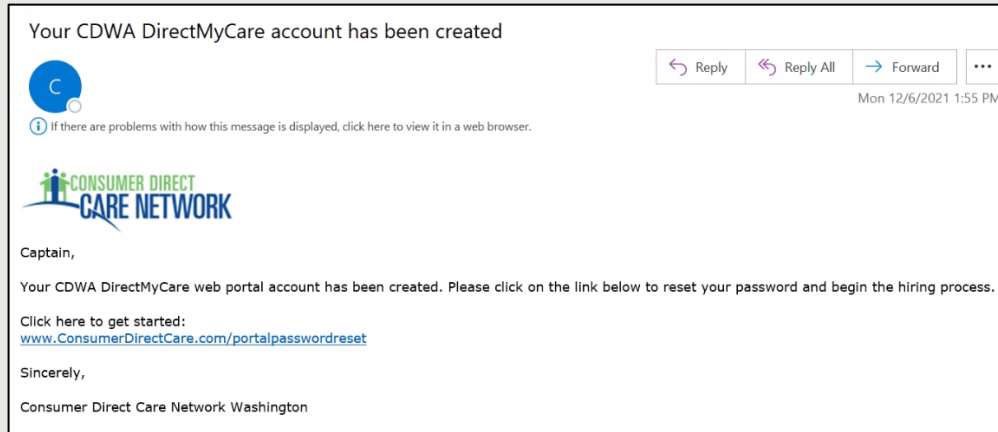 Your CDWA DirectMyCare account has been created
Reply
Reply All
Forward
...
Mon 12/6/2021 1:55 PM
C
If there are problems with how this message is displayed, click here to view it in a web browser.
CONSUMER DIRECT
CARE NETWORK
Captain,
Your CDWA DirectMyCare web portal account has been created. Please click on the link below to reset your password and begin the hiring process.
Click here to get started:
www.ConsumerDirectCare.com/portalpasswordreset
Sincerely,
Consumer Direct Care Network Washington